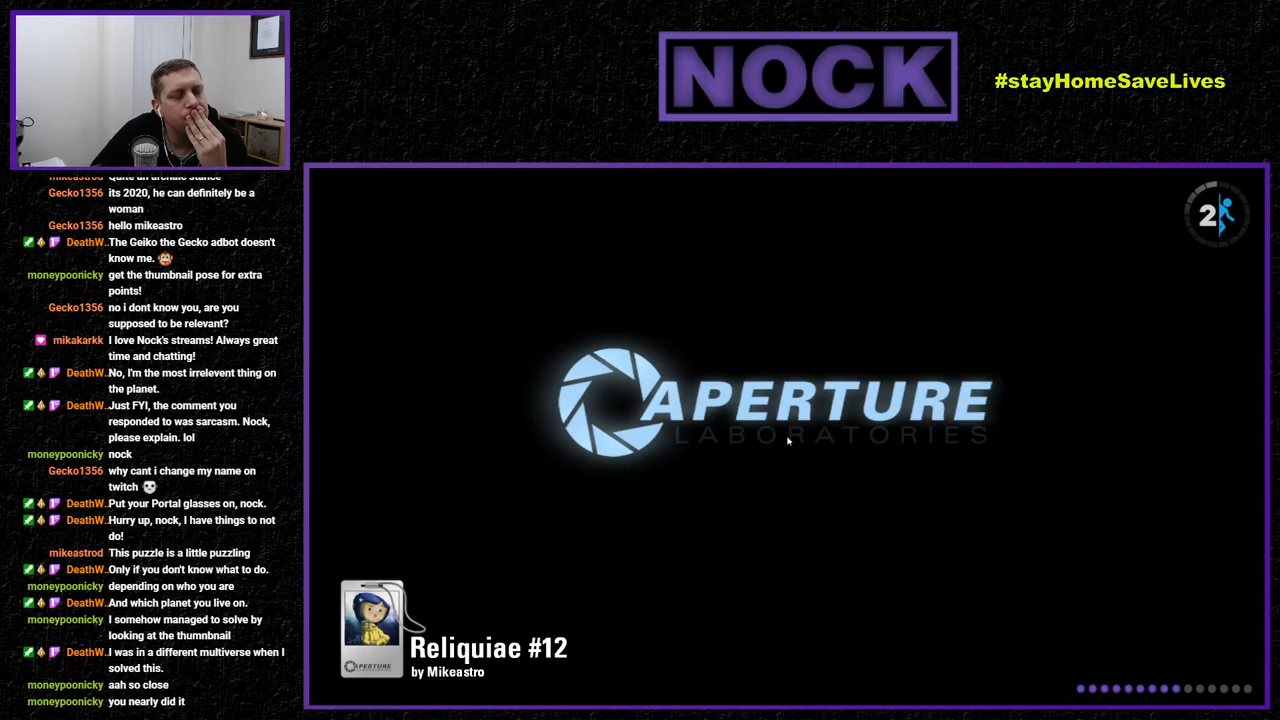 NOCK
#stayHomeSaveLives
mikeastrod Quite an archaic stance
Gecko1356 its 2020, he can definitely be a
woman
Gecko1356 hello mikeastro
DeathW.. The Geiko the Gecko adbot doesn't
know me.
moneypoonicky get the thumbnail pose for extra
points!
Gecko1356 no i dont know you, are you
supposed to be relevant?
mikakarkk I love Nock's streams! Always great
time and chatting!
DeathW.. No, I'm the most irrelevent thing on
the planet.
DeathW.. Just FYI, the comment you
responded to was sarcasm. Nock,
please explain. lol
moneypoonicky nock
Gecko1356 why cant i change my name on
twitch
DeathW.. Put your Portal glasses on, nock.
DeathW.. Hurry up, nock, I have things to not
do!
mikeastrod This puzzle is a little puzzling
DeathW.. Only if you don't know what to do.
moneypoonicky depending on who you are
DeathW.. And which planet you live on.
moneypoonicky I somehow managed to solve by
looking at the thumnbnail
DeathW.. I was in a different multiverse when I
solved this.
moneypoonicky aah so close
moneypoonicky you nearly did it
2
APERTURE
LABORATORIES
APERTURE
Reliquiae #12
by Mikeastro